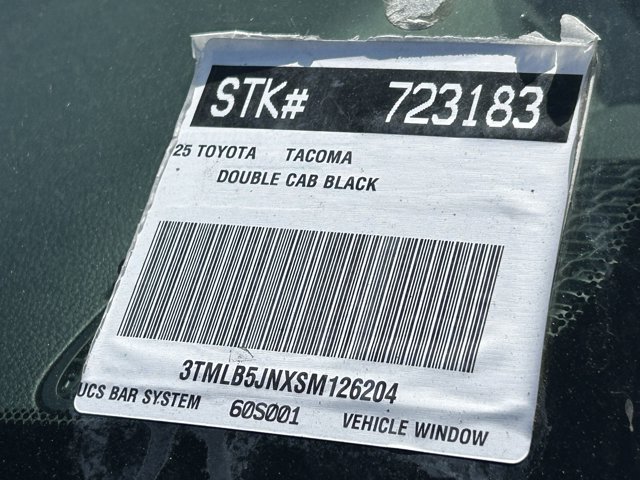 STK# 723183
25 TOYOTA TACOMA
DOUBLE CAB BLACK
3TMLB5JNXSM126204
UCS BAR SYSTEM 60S001 VEHICLE WINDOW